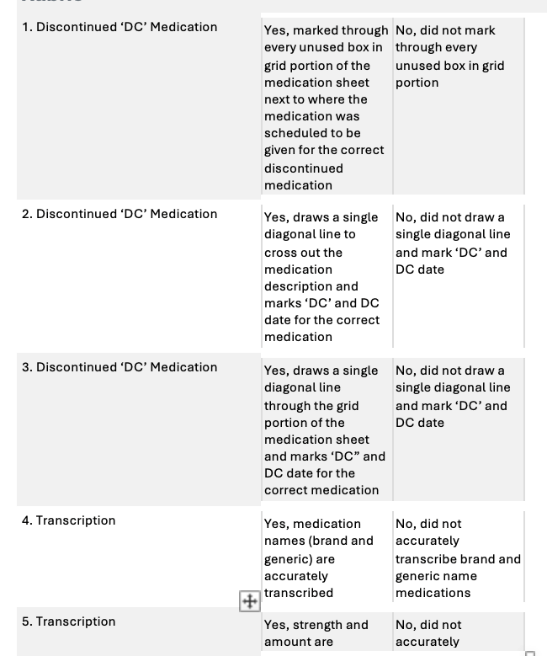 1. Discontinued ‘DC’ Medication
Yes, marked through
every unused box in
grid portion of the
medication sheet
next to where the
medication was
scheduled to be
given for the correct
discontinued
medication
No, did not mark
through every
unused box in grid
portion
2. Discontinued ‘DC’ Medication
Yes, draws a single
diagonal line to
cross out the
medication
description and
marks ‘DC’ and DC
date for the correct
medication
No, did not draw a
single diagonal line
and mark ‘DC’ and
DC date
3. Discontinued ‘DC’ Medication
Yes, draws a single
diagonal line
through the grid
portion of the
medication sheet
and marks ‘DC” and
DC date for the
correct medication
No, did not draw a
single diagonal line
and mark ‘DC’ and
DC date
4. Transcription
Yes, medication
names (brand and
generic) are
accurately
transcribed
No, did not
accurately
transcribe brand and
generic name
medications
5. Transcription
Yes, strength and
amount are
No, did not
accurately